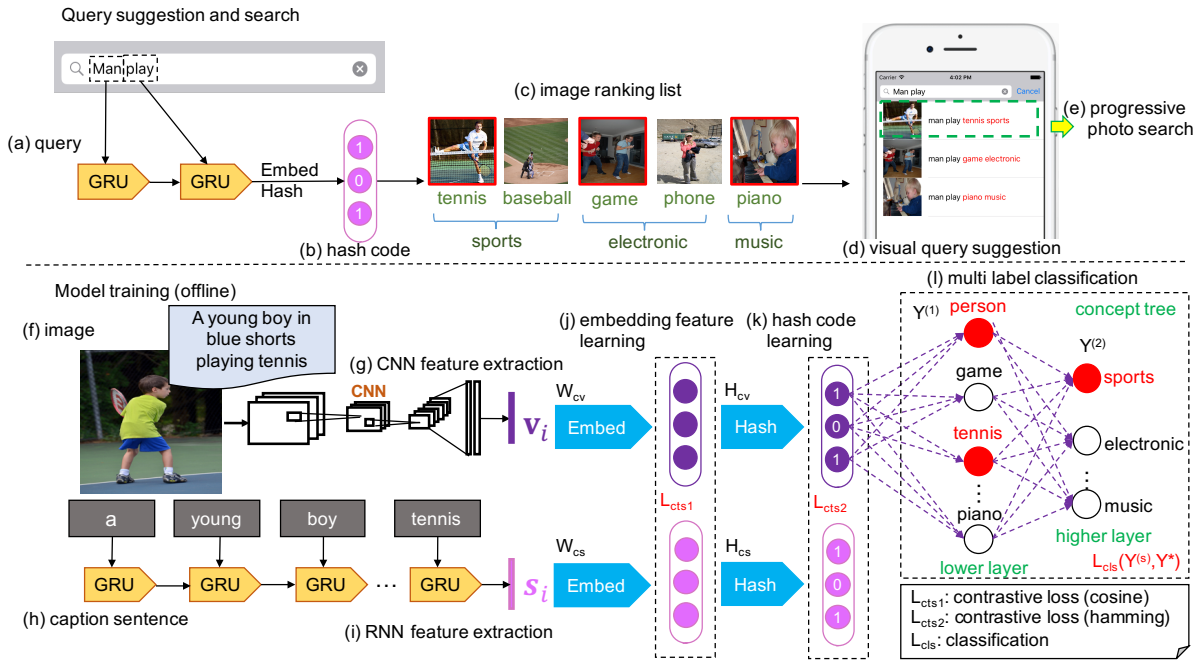 Query suggestion and search
Man play
(a) query
GRU
GRU
Embed
Hash
1
0
1
(b) hash code
(c) image ranking list
tennis
baseball
game
phone
piano
sports
electronic
music
Carrier
4:02 PM
Man play
Cancel
man play tennis sports
man play game electronic
man play piano music
(d) visual query suggestion
(e) progressive
photo search
Model training (offline)
(f) image
A young boy in
blue shorts
playing tennis
(g) CNN feature extraction
CNN
v_i
(j) embedding feature
learning
W_cv
Embed
(k) hash code
learning
H_cv
Hash
1
0
1
L_cts1
L_cts2
a
young
boy
tennis
GRU
GRU
GRU
...
GRU
s_i
W_cs
Embed
H_cs
Hash
1
0
1
(h) caption sentence
(i) RNN feature extraction
(l) multi label classification
Y^(1)
person
concept tree
Y^(2)
game
sports
tennis
electronic
piano
music
higher layer
lower layer
L_cls(Y^(s),Y*)
L_cts1: contrastive loss (cosine)
L_cts2: contrastive loss (hamming)
L_cls: classification